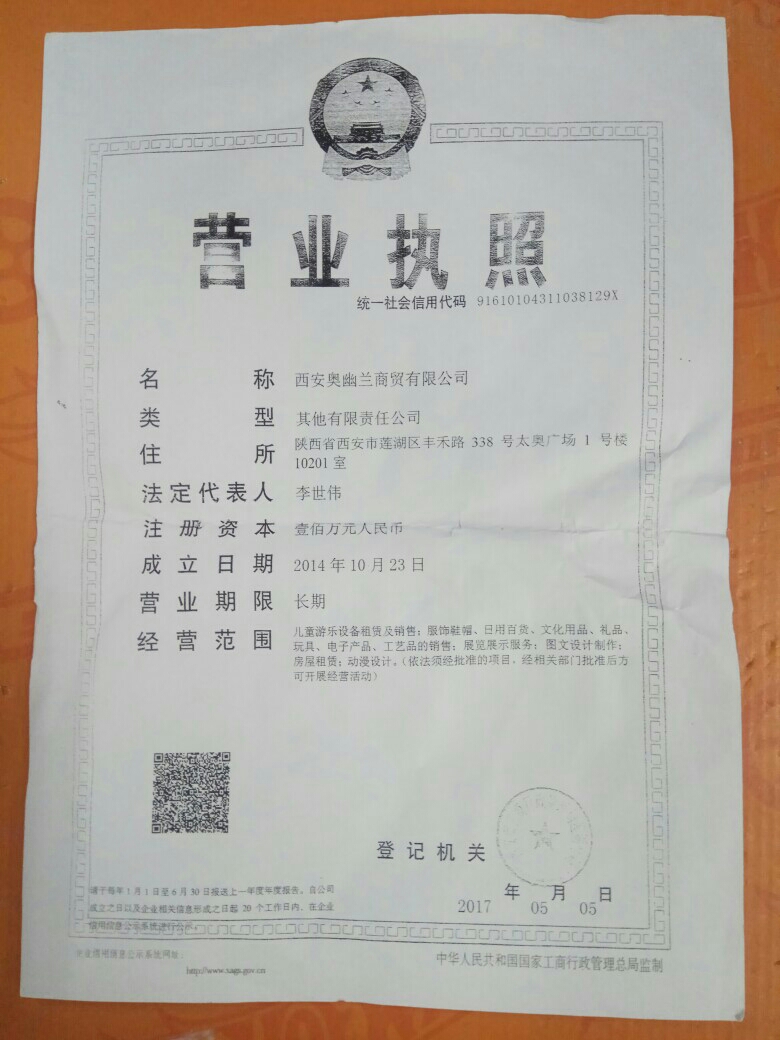 营业执照
统一社会信用代码 91610104311038129X
名称 西安奥幽兰商贸有限公司
类型 其他有限责任公司
住所 陕西省西安市莲湖区丰禾路 338 号太奥广场 1 号楼
10201 室
法定代表人 李世伟
注册资本 壹佰万元人民币
成立日期 2014 年 10 月 23 日
营业期限 长期
经营范围 儿童游乐设备租赁及销售；服饰鞋帽、日用百货、文化用品、礼品、
玩具、电子产品、工艺品的销售；展览展示服务；图文设计制作；
房屋租赁；动漫设计。（依法须经批准的项目，经相关部门批准后方
可开展经营活动）
登记机关
2017 年 05 月 05 日
请于每年 1 月 1 日至 6 月 30 日报送上一年度年度报告。自公司
成立之日以及企业相关信息形成之日起 20 个工作日内，在企业
信用信息公示系统进行公示。
企业信用信息公示系统网址：
http://www.xags.gov.cn
中华人民共和国国家工商行政管理总局监制